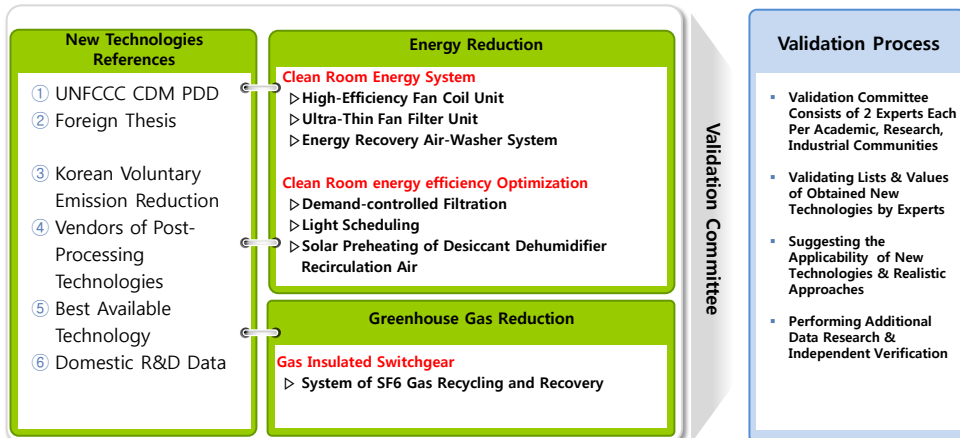 New Technologies
References
① UNFCCC CDM PDD
② Foreign Thesis
③ Korean Voluntary
Emission Reduction
④ Vendors of Post-
Processing
Technologies
⑤ Best Available
Technology
⑥ Domestic R&D Data
Energy Reduction
Clean Room Energy System
▷High-Efficiency Fan Coil Unit
▷Ultra-Thin Fan Filter Unit
▷Energy Recovery Air-Washer System
Clean Room energy efficiency Optimization
▷Demand-controlled Filtration
▷Light Scheduling
▷Solar Preheating of Desiccant Dehumidifier
Recirculation Air
Greenhouse Gas Reduction
Gas Insulated Switchgear
▷ System of SF6 Gas Recycling and Recovery
Validation Committee
Validation Process
▪ Validation Committee
Consists of 2 Experts Each
Per Academic, Research,
Industrial Communities
▪ Validating Lists & Values
of Obtained New
Technologies by Experts
▪ Suggesting the
Applicability of New
Technologies & Realistic
Approaches
▪ Performing Additional
Data Research &
Independent Verification